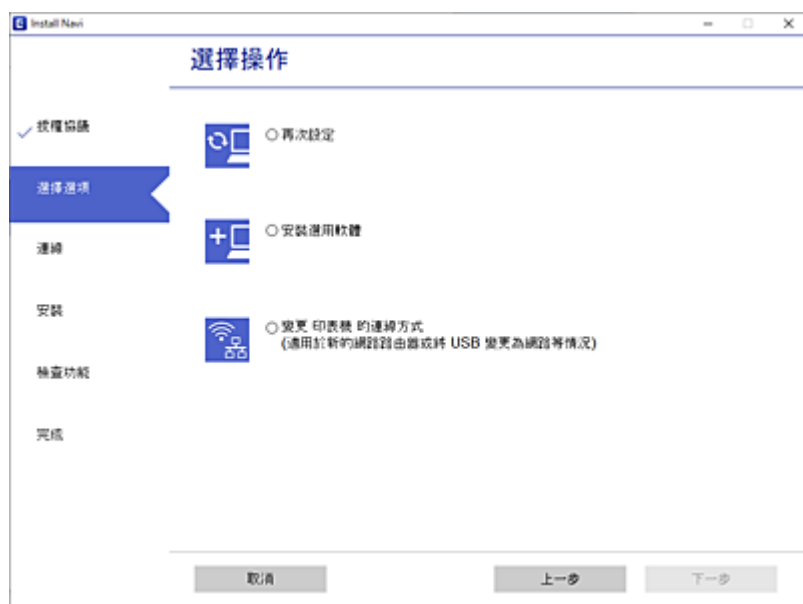 Install Navi
選擇操作
授權協議
選擇選項
連線
安裝
檢查功能
完成
再次設定
安裝選用軟體
變更 印表機 的連線方式
(適用於新的網路路由器或將 USB 變更為網路等情況)
取消
上一步
下一步